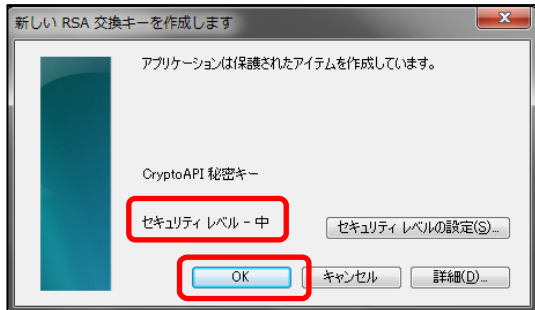 新しい RSA 交換キーを作成します
アプリケーションは保護されたアイテムを作成しています。
CryptoAPI 秘密キー
セキュリティ レベル - 中
セキュリティ レベルの設定(S)...
OK
キャンセル
詳細(D)...